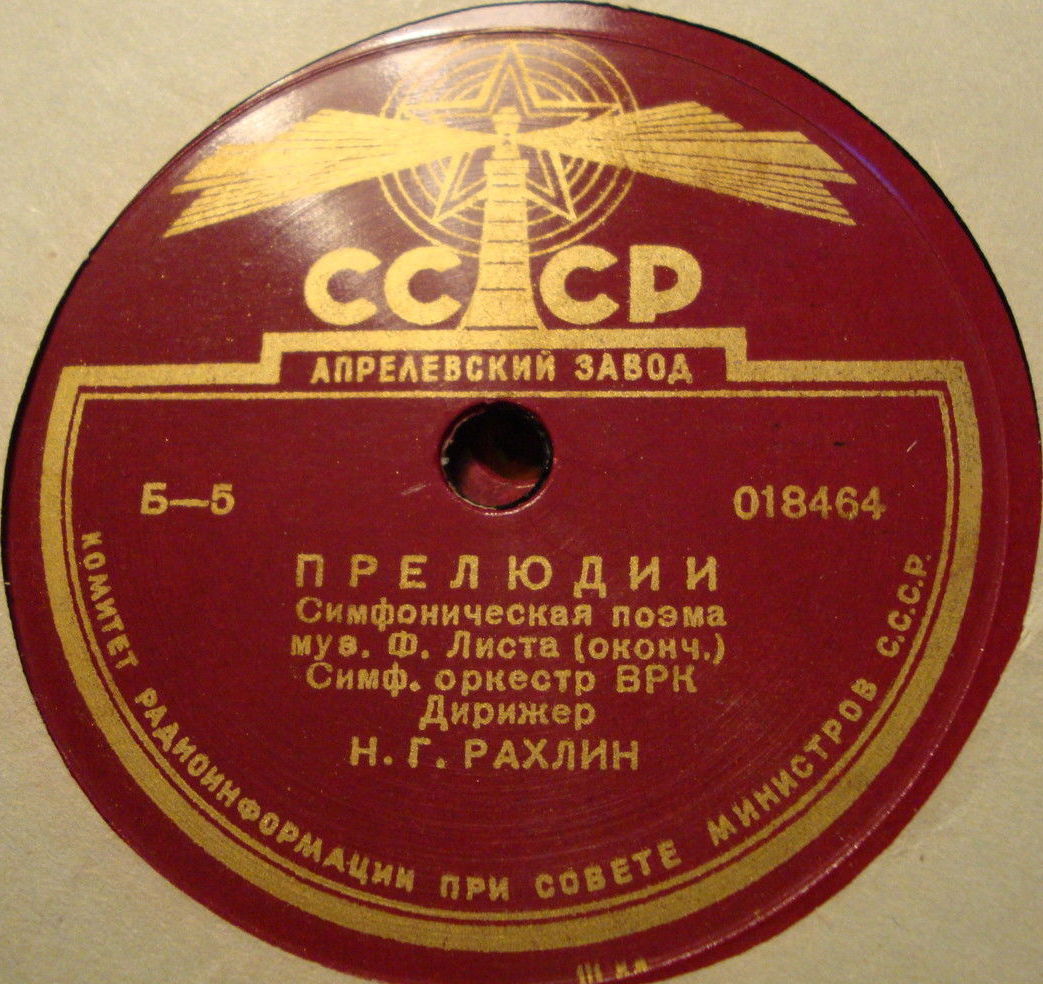 СССР
АПРЕЛЕВСКИЙ ЗАВОД
Б—5
018464
ПРЕЛЮДИИ
Симфоническая поэма
муз. Ф. Листа (оконч.)
Симф. оркестр ВРК
Дирижер
Н. Г. РАХЛИН
КОМИТЕТ РАДИОИНФОРМАЦИИ ПРИ СОВЕТЕ МИНИСТРОВ С.С.С.Р.